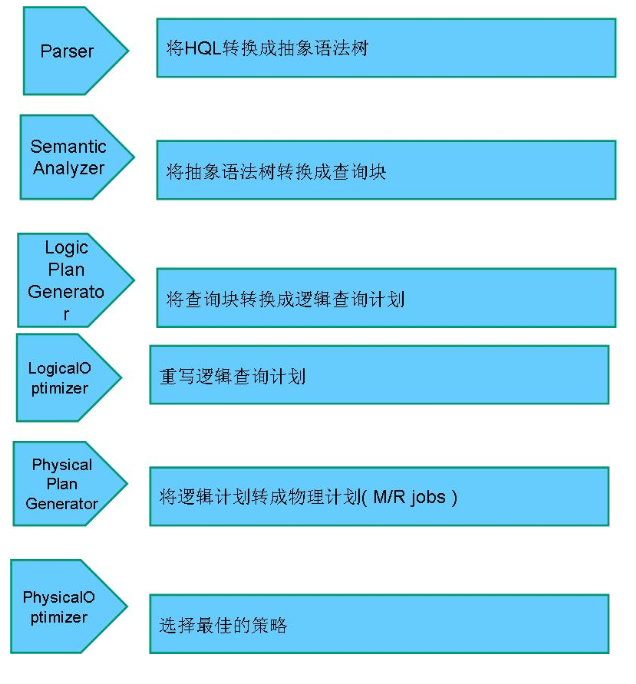 Parser
将HQL转换成抽象语法树
Semantic
Analyzer
将抽象语法树转换成查询块
Logic
Plan
Generato
r
将查询块转换成逻辑查询计划
LogicalO
ptimizer
重写逻辑查询计划
Physical
Plan
Generator
将逻辑计划转成物理计划( M/R jobs )
PhysicalO
ptimizer
选择最佳的策略